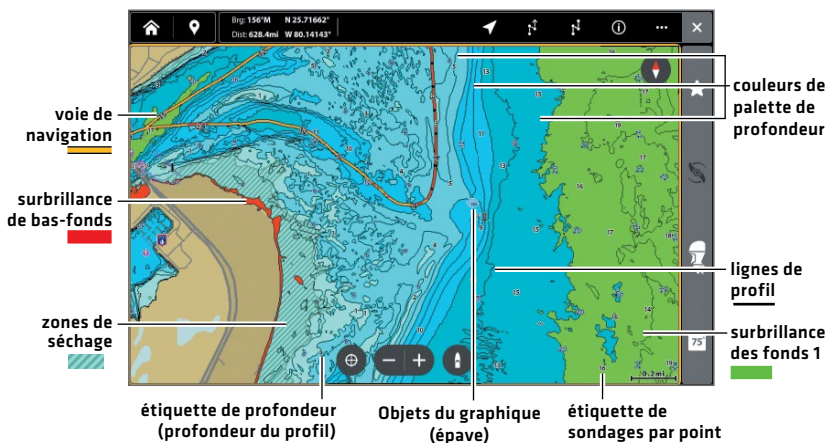 Brg: 156°M N 25.71662°
Dist: 628.4mi W 80.14143°
voie de
navigation
surbrillance
de bas-fonds
zones de
séchage
étiquette de profondeur
(profondeur du profil)
Objets du graphique
(épave)
étiquette de
sondages par point
couleurs de
palette de
profondeur
lignes de
profil
surbrillance
des fonds 1
75°
0.2mi